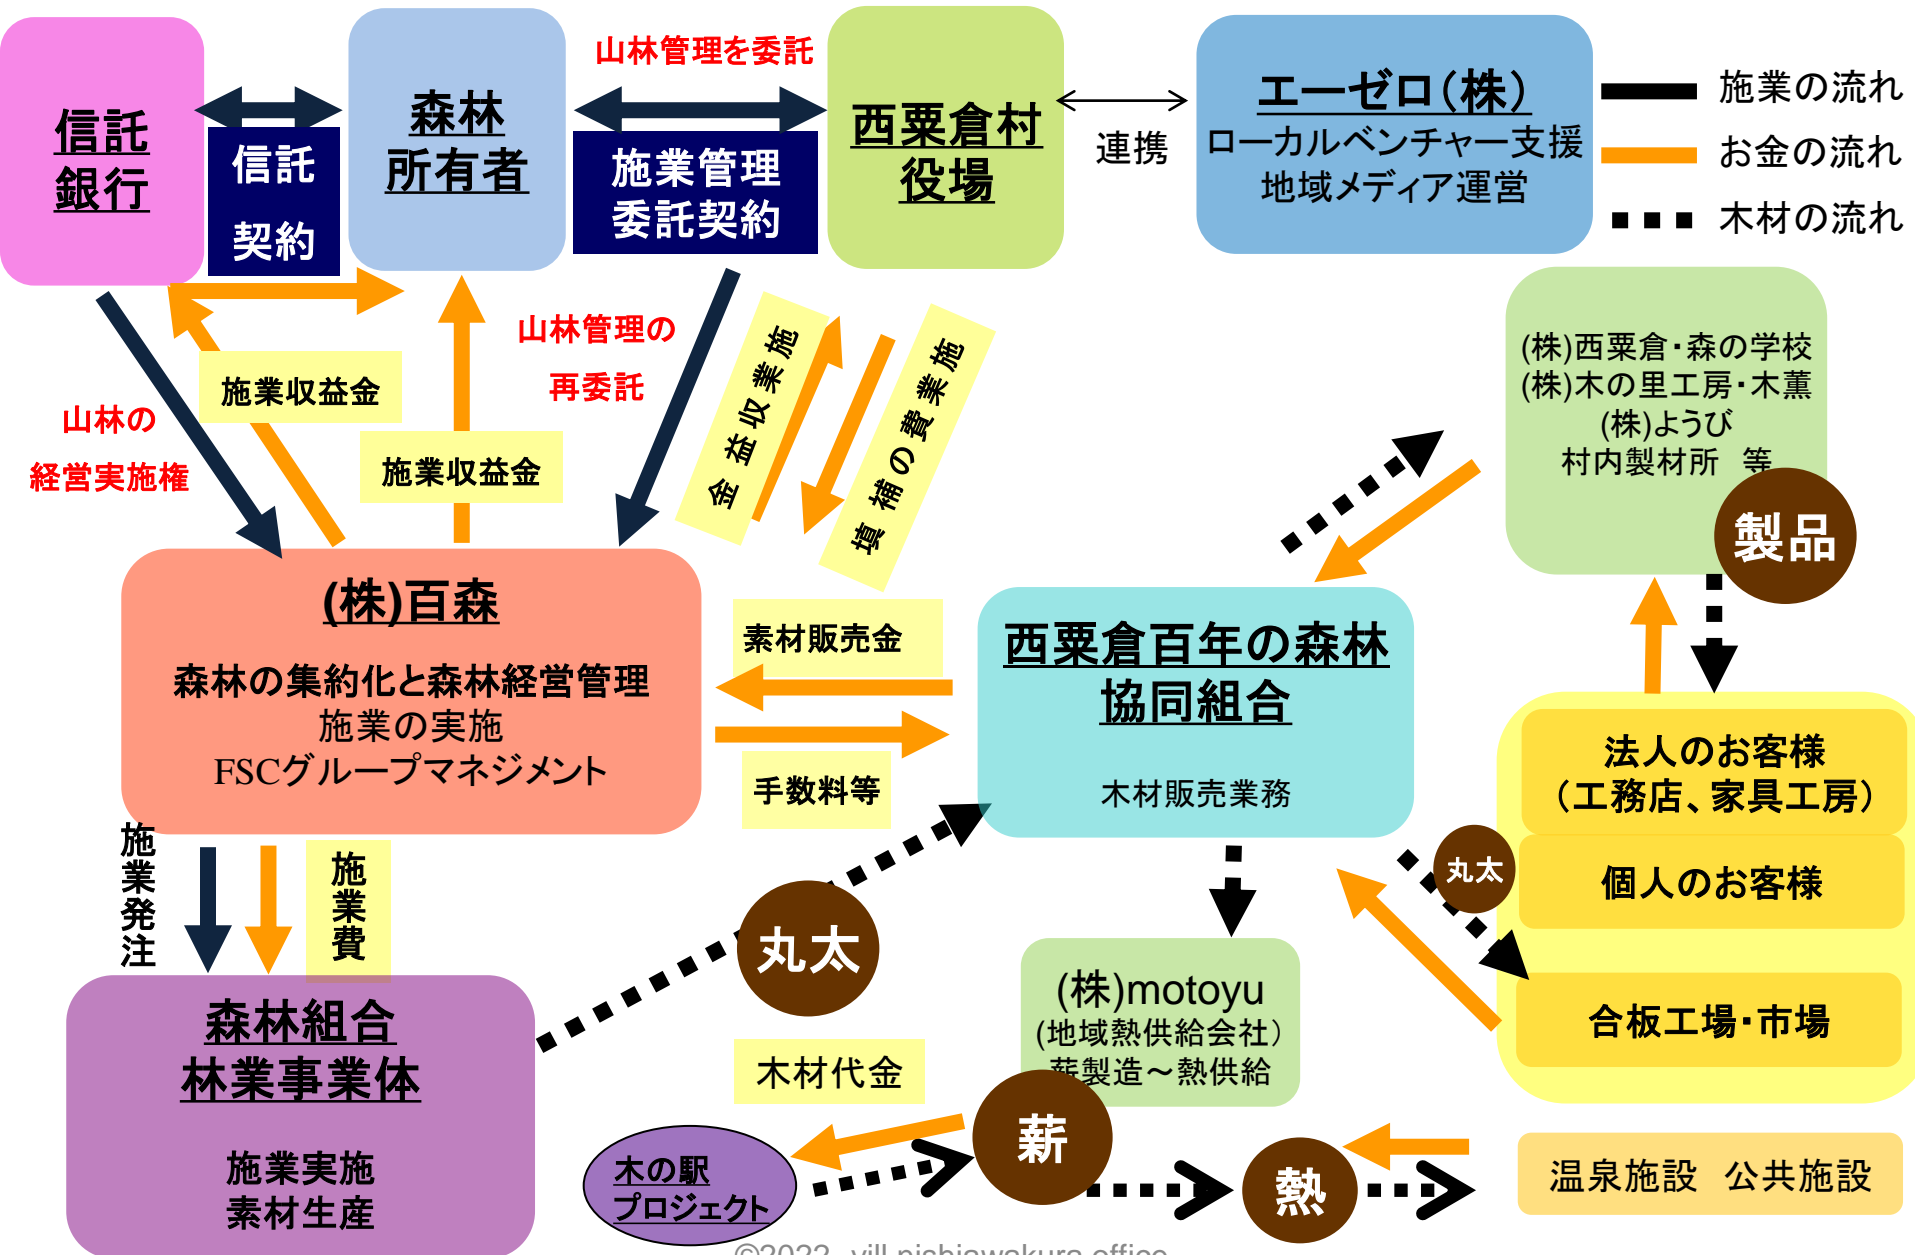 信託
銀行
信託
契約
森林
所有者
山林管理を委託
施業管理
委託契約
西粟倉村
役場
連携
エーゼロ(株)
ローカルベンチャー支援
地域メディア運営
施業の流れ
お金の流れ
木材の流れ
山林の
経営実施権
施業収益金
施業収益金
山林管理の
再委託
施業収益金
施業費の補填
(株)西粟倉・森の学校
(株)木の里工房・木薫
(株)ようび
村内製材所 等
製品
(株)百森
森林の集約化と森林経営管理
施業の実施
FSCグループマネジメント
素材販売金
手数料等
西粟倉百年の森林
協同組合
木材販売業務
法人のお客様
(工務店、家具工房)
個人のお客様
合板工場・市場
丸太
施業発注
施業費
丸太
森林組合
林業事業体
施業実施
素材生産
(株)motoyu
(地域熱供給会社)
薪製造～熱供給
木材代金
木の駅
プロジェクト
薪
熱
温泉施設 公共施設
©2022 vill.nishiawakura office